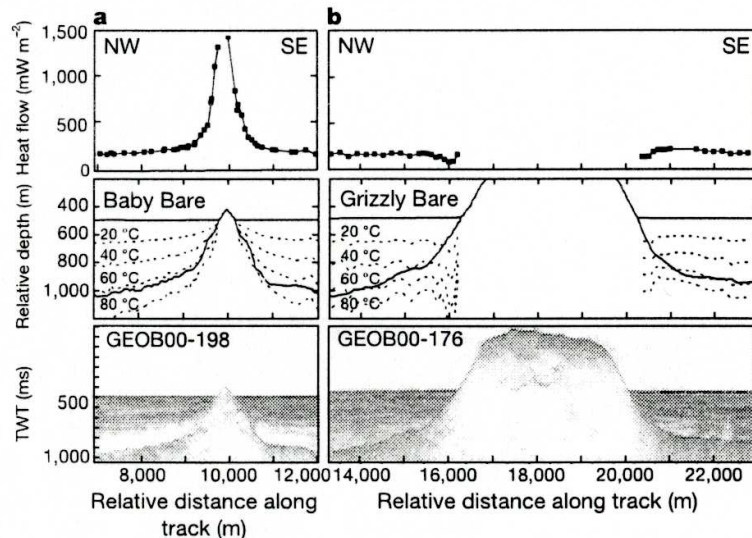 a
b
1,500
1,000
500
0
Heat flow (mW m⁻²)
NW SE
NW SE
400
600
800
1,000
Relative depth (m)
Baby Bare
20 °C
40 °C
60 °C
80 °C
Grizzly Bare
20 °C
40 °C
60 °C
80 °C
TWT (ms)
500
1,000
GEOB00-198
GEOB00-176
8,000 10,000 12,000
14,000 16,000 18,000 20,000 22,000
Relative distance along
track (m)
Relative distance along track (m)